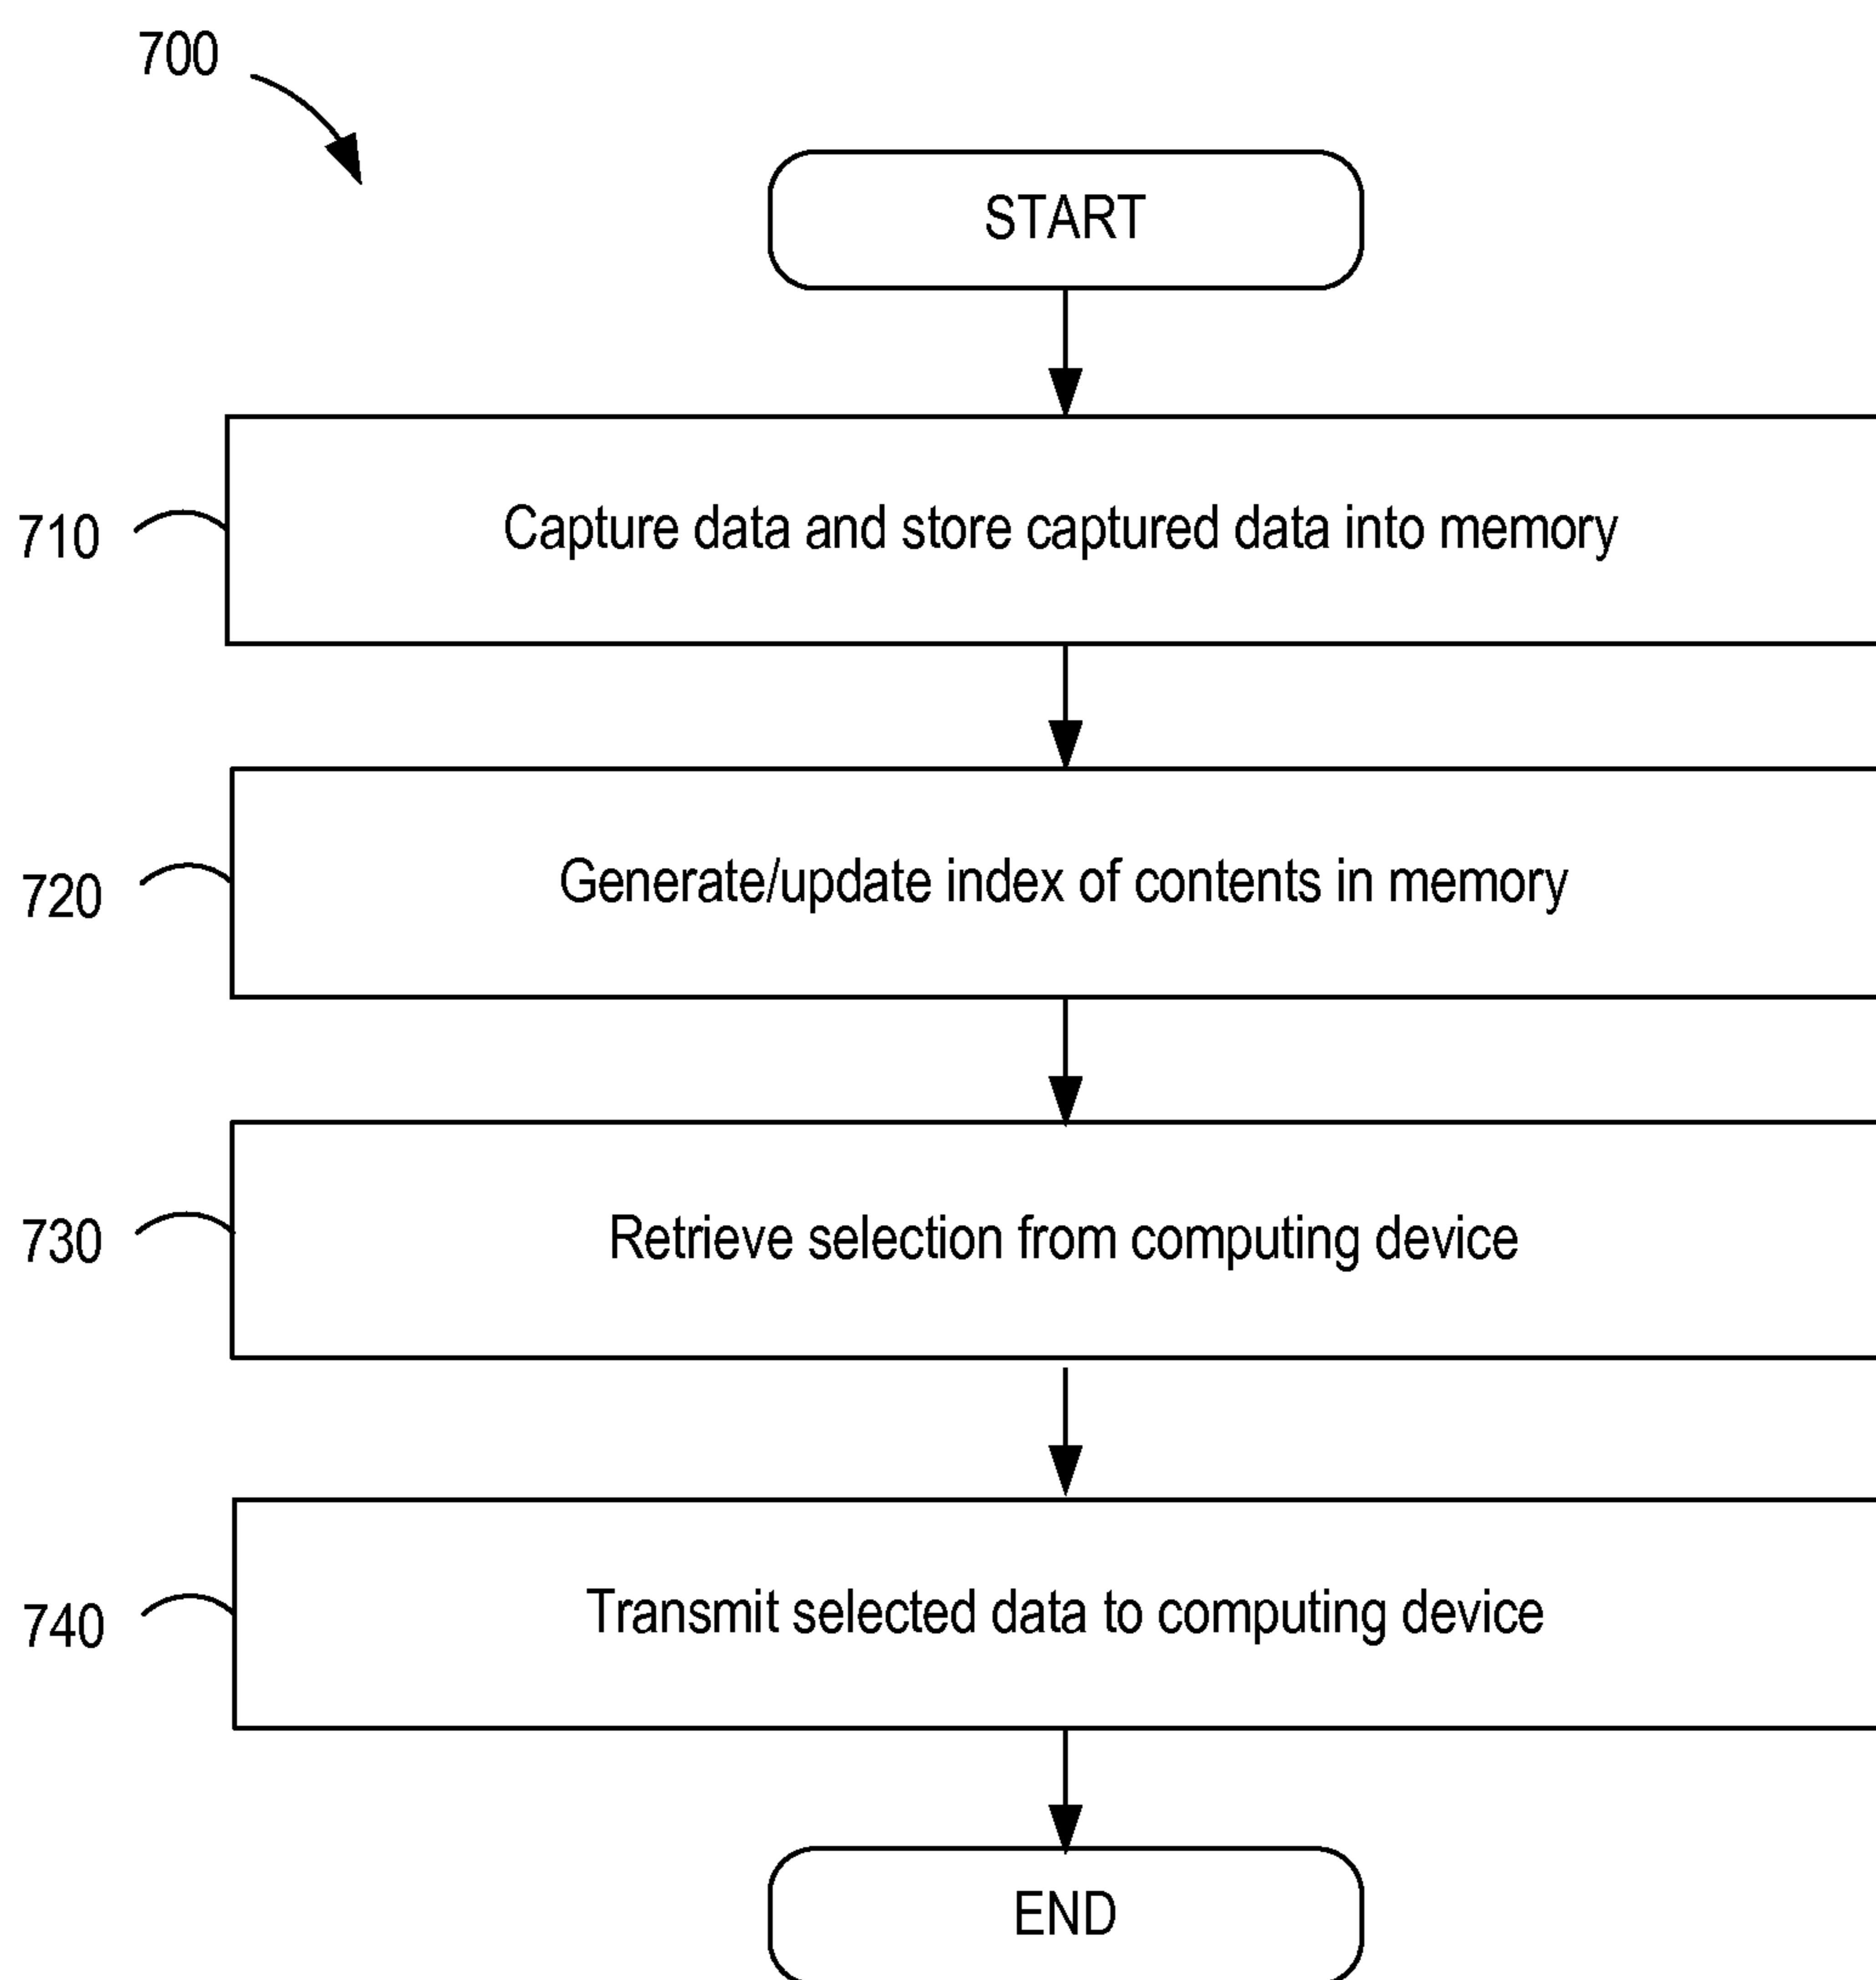 700
START
710
Capture data and store captured data into memory
720
Generate/update index of contents in memory
730
Retrieve selection from computing device
740
Transmit selected data to computing device
END